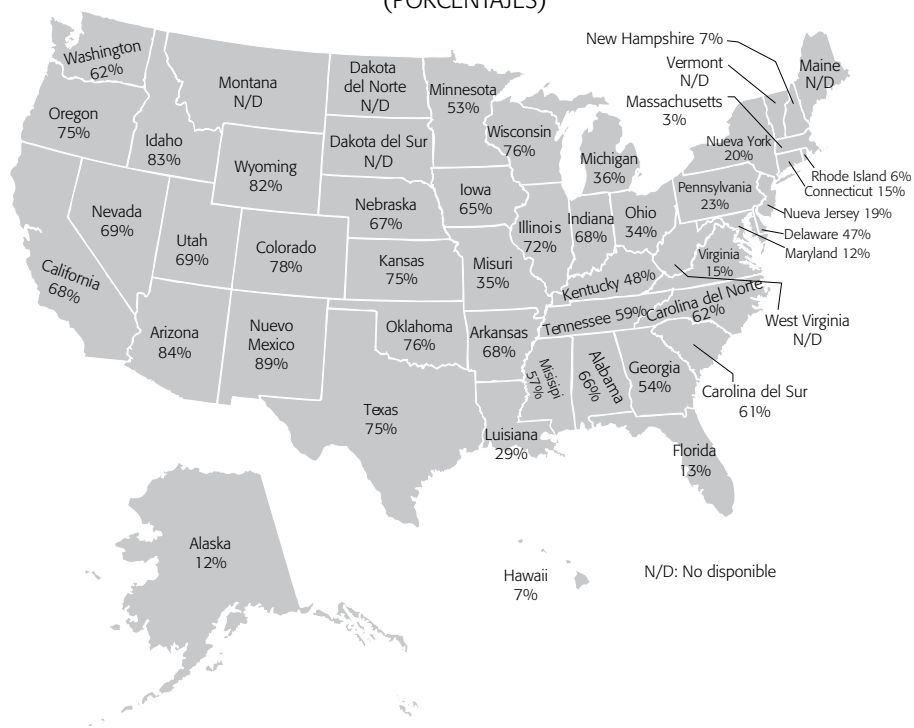 (PORCENTAJES)
Washington
62%
Oregon
75%
Idaho
83%
Montana
N/D
Wyoming
82%
Dakota
del Norte
N/D
Dakota del Sur
N/D
Minnesota
53%
Wisconsin
76%
Michigan
36%
New Hampshire 7%
Vermont
N/D
Massachusetts
3%
Maine
N/D
Nueva York
20%
Rhode Island 6%
Connecticut 15%
Pennsylvania
23%
Nueva Jersey 19%
Delaware 47%
Maryland 12%
Nevada
69%
Utah
69%
Colorado
78%
Nebraska
67%
Kansas
75%
Iowa
65%
Illinois
72%
Indiana
68%
Ohio
34%
Misuri
35%
Kentucky 48%
Virginia
15%
West Virginia
N/D
California
68%
Arizona
84%
Nuevo
Mexico
89%
Oklahoma
76%
Arkansas
68%
Tennessee 59%
Carolina del Norte
62%
Carolina del Sur
61%
Texas
75%
Luisiana
29%
Misisipi
57%
Alabama
66%
Georgia
54%
Florida
13%
Alaska
12%
Hawaii
7%
N/D: No disponible